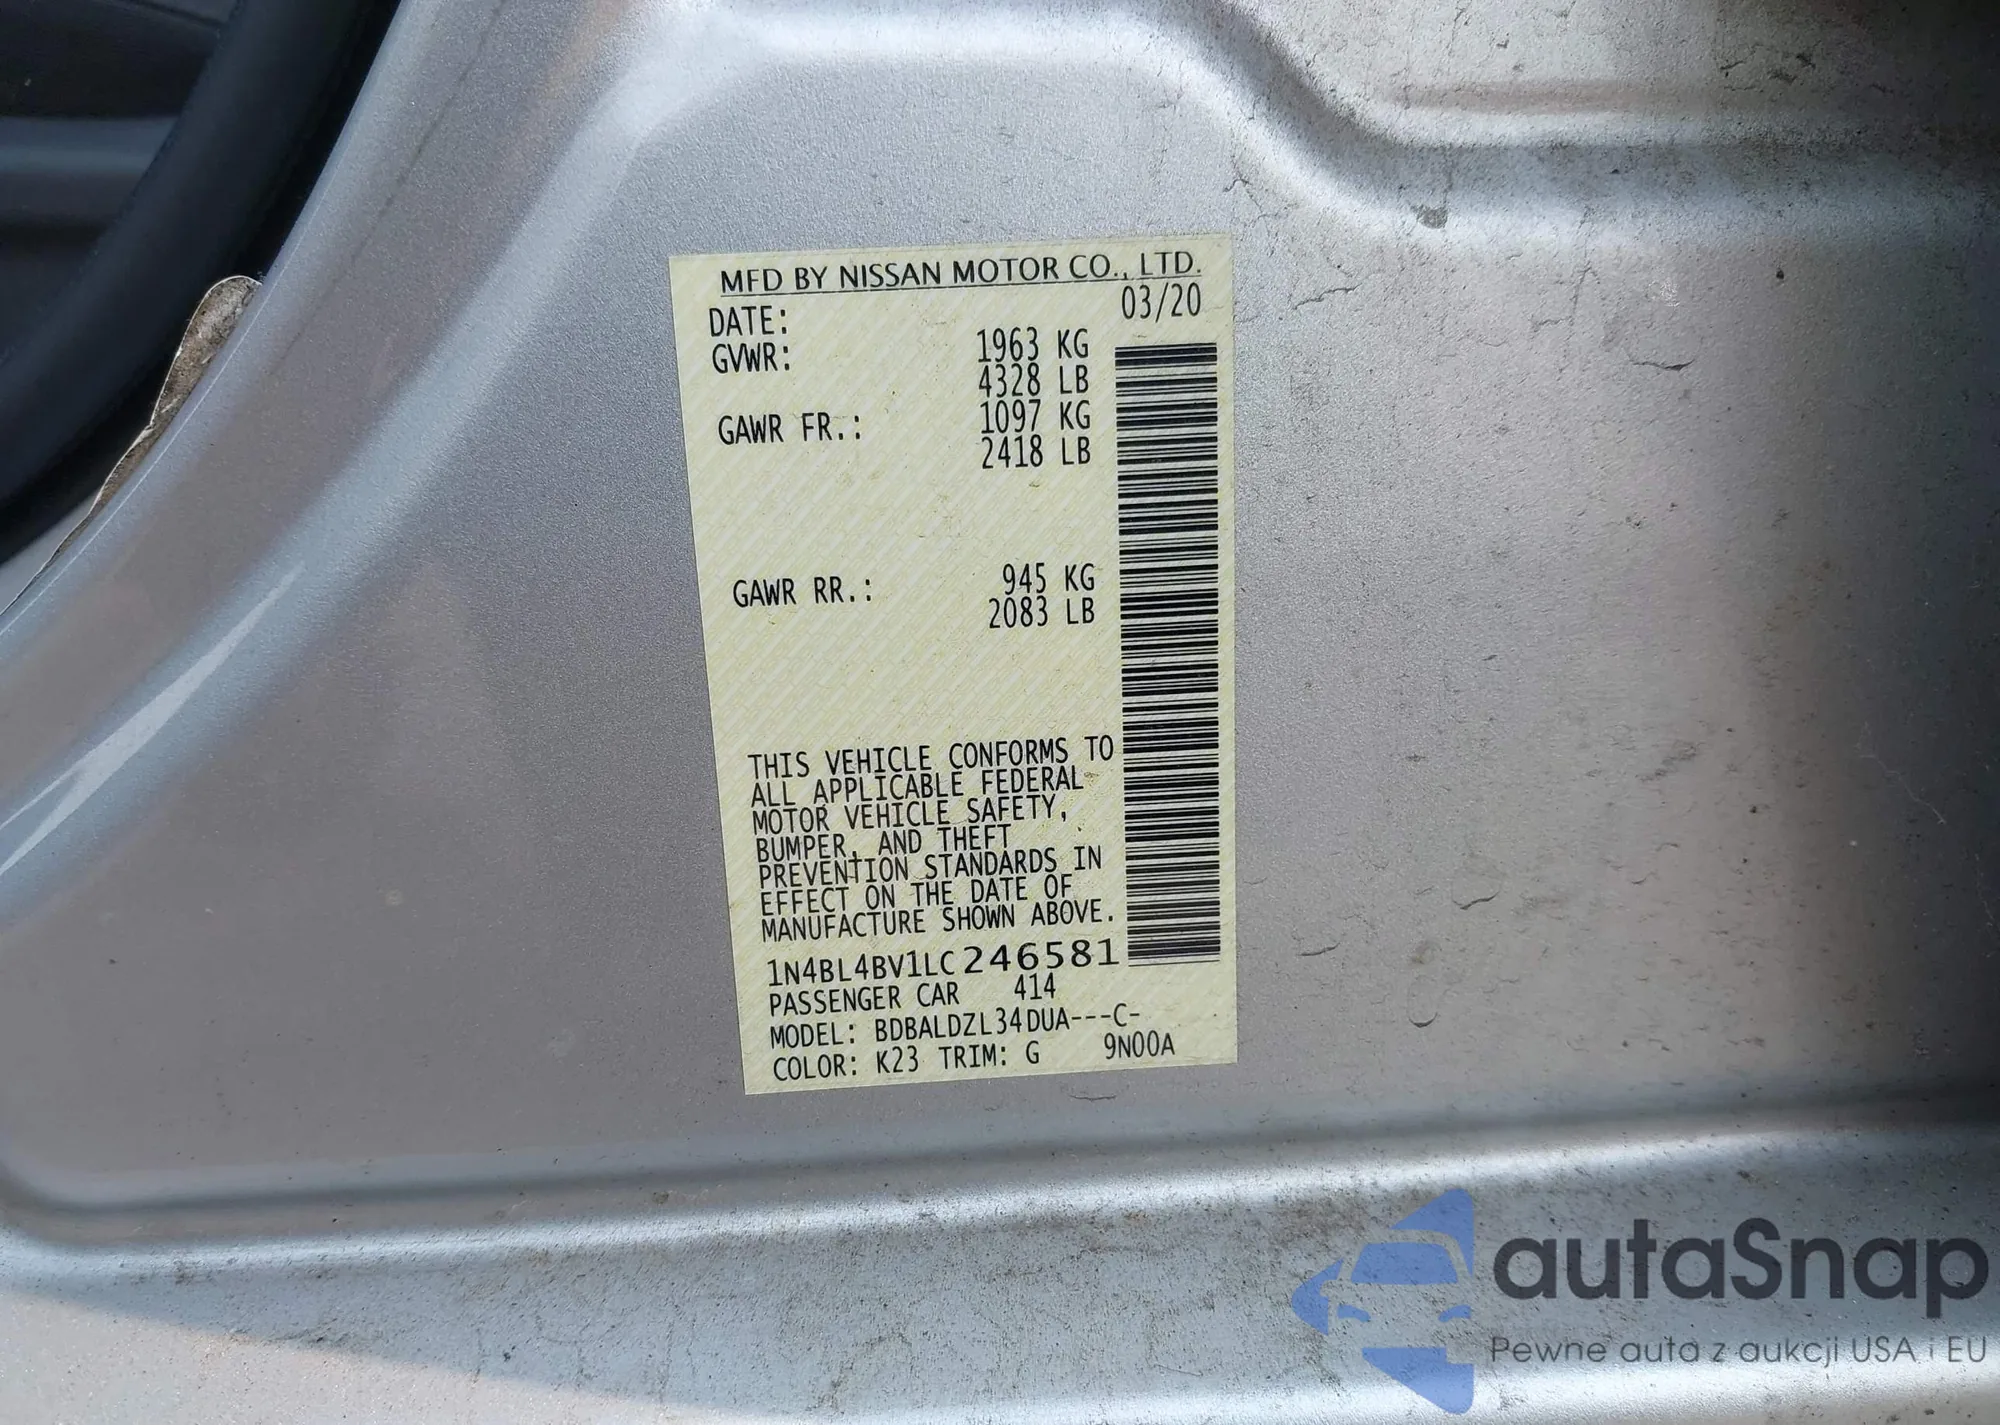 MFD BY NISSAN MOTOR CO., LTD.
DATE: 03/20
GVWR: 1963 KG
4328 LB
GAWR FR.: 1097 KG
2418 LB
GAWR RR.: 945 KG
2083 LB
THIS VEHICLE CONFORMS TO
ALL APPLICABLE FEDERAL
MOTOR VEHICLE SAFETY,
BUMPER, AND THEFT
PREVENTION STANDARDS IN
EFFECT ON THE DATE OF
MANUFACTURE SHOWN ABOVE.
1N4BL4BV1LC246581
PASSENGER CAR 414
MODEL: BDBALDZL34DUA---C-
COLOR: K23 TRIM: G 9N00A
autaSnap
Pewne auta z aukcji USA i EU